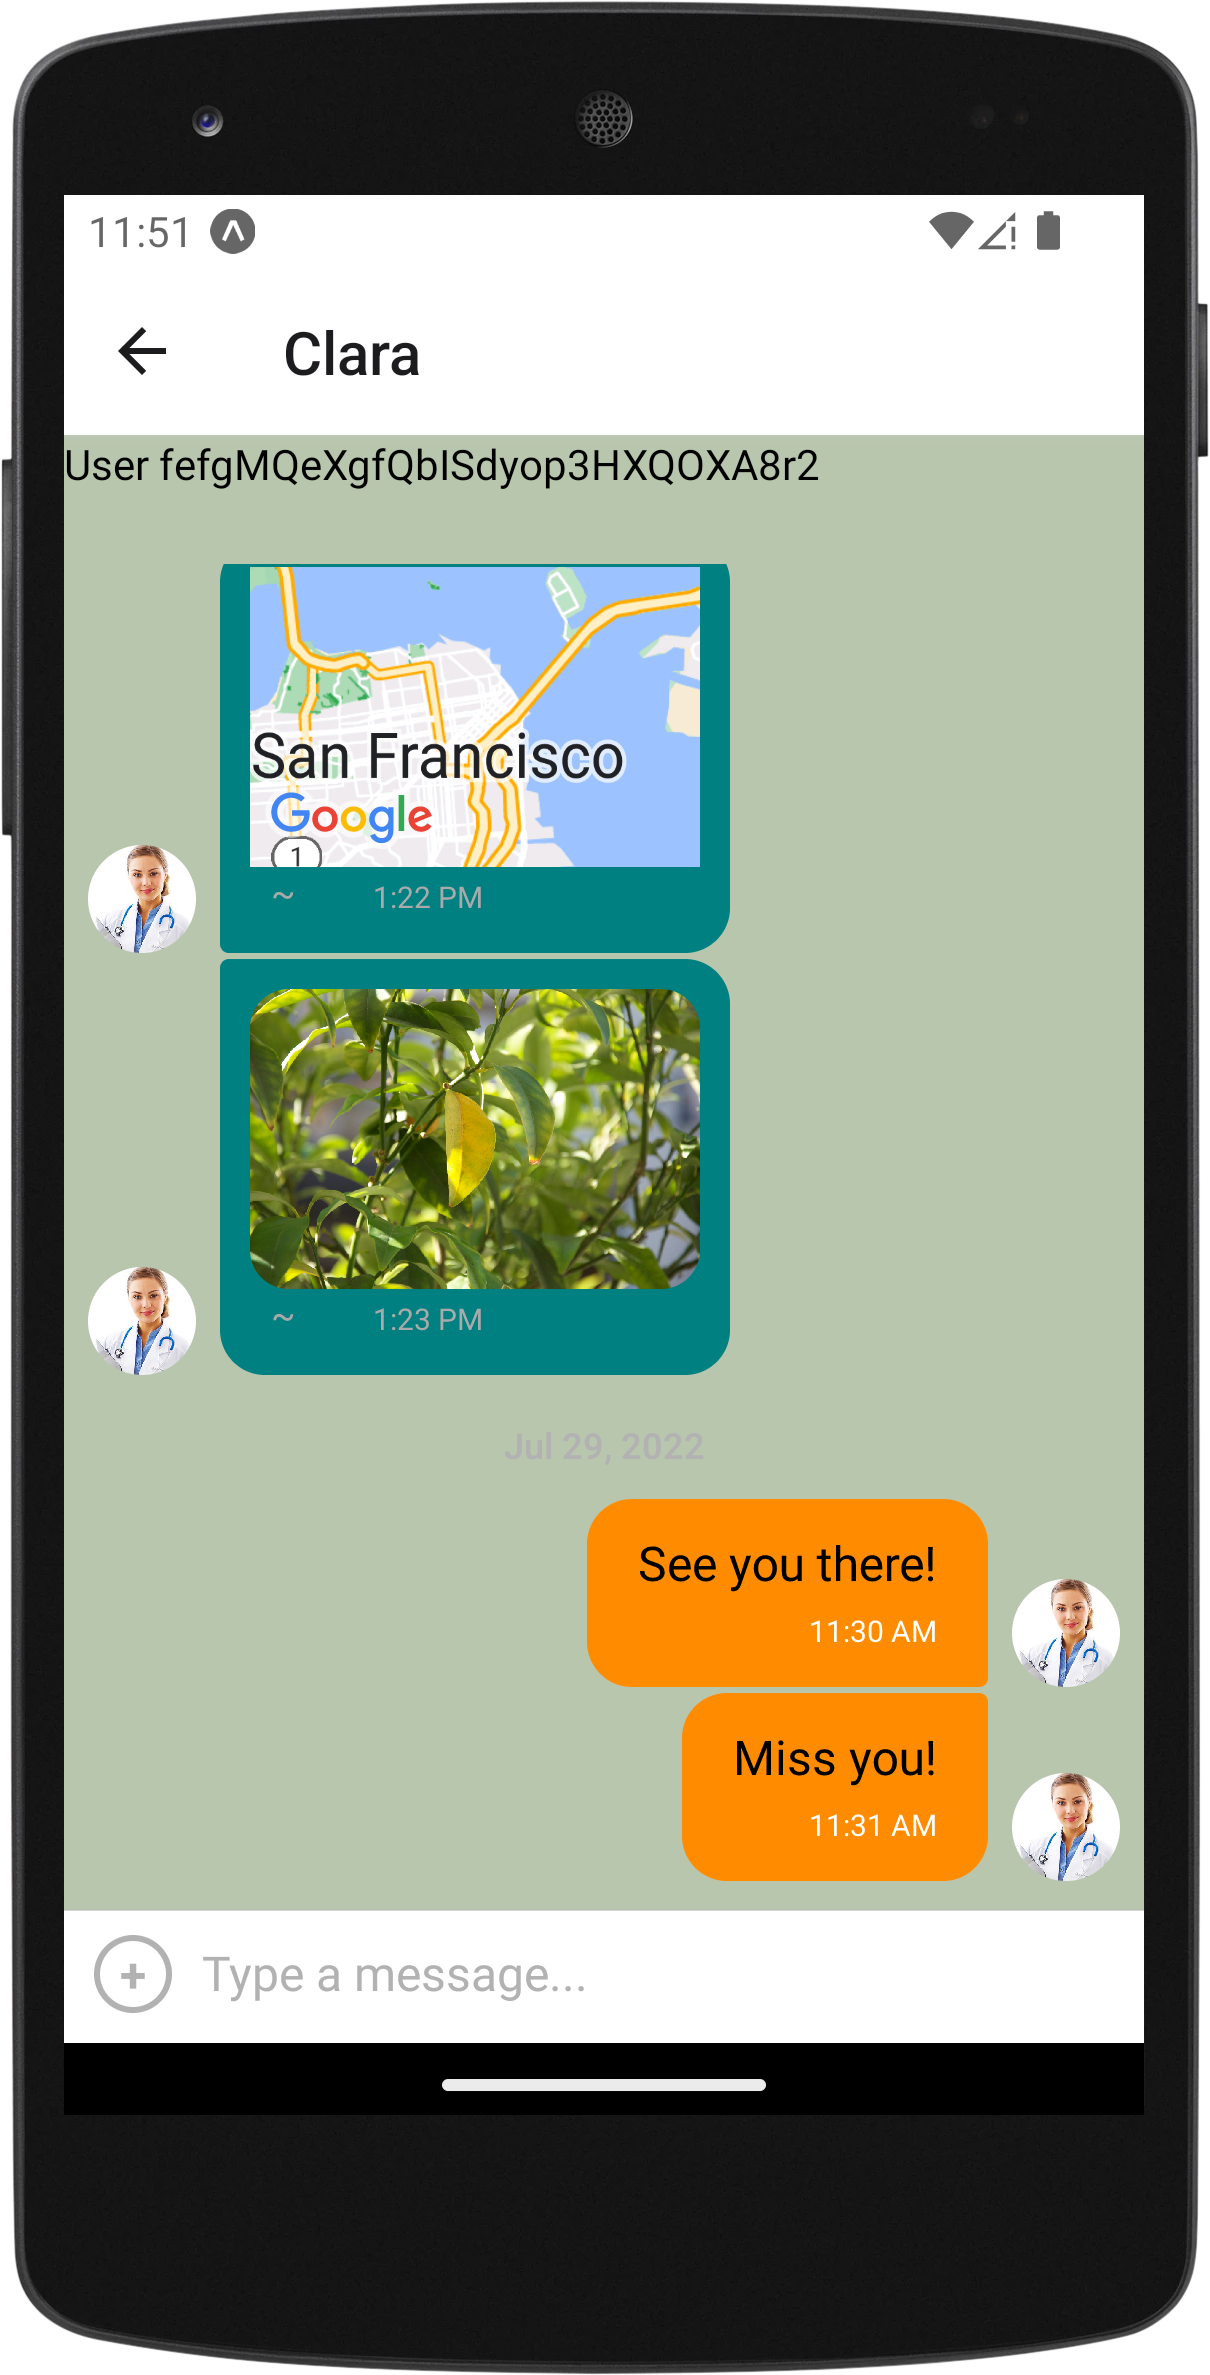 11:51
Clara
User fefgMQeXgfQbISdyop3HXQOXA8r2
San Francisco
Google
1
~ 1:22 PM
~ 1:23 PM
Jul 29, 2022
See you there!
11:30 AM
Miss you!
11:31 AM
Type a message...